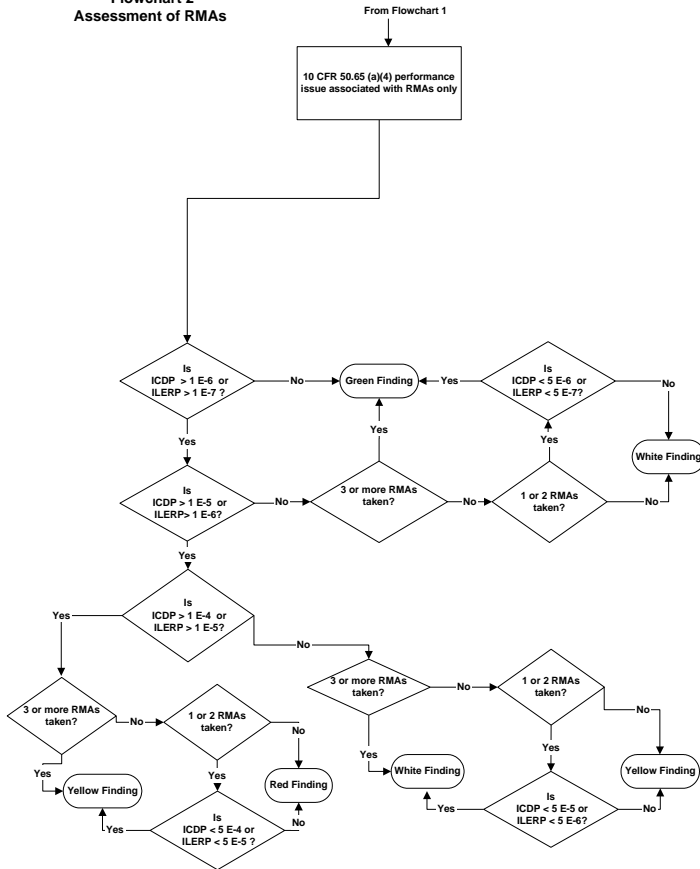 Flowchart 2
Assessment of RMAs
From Flowchart 1
10 CFR 50.65 (a)(4) performance
issue associated with RMAs only
Is
ICDP > 1 E-6 or
ILERP > 1 E-7 ?
No
Green Finding
Yes
Is
ICDP < 5 E-6 or
ILERP < 5 E-7?
No
Yes
Yes
Yes
White Finding
Is
ICDP > 1 E-5 or
ILERP> 1 E-6?
No
3 or more RMAs
taken?
No
1 or 2 RMAs
taken?
No
Yes
Is
ICDP > 1 E-4 or
ILERP > 1 E-5?
Yes
No
3 or more RMAs
taken?
No
1 or 2 RMAs
taken?
No
3 or more RMAs
taken?
No
1 or 2 RMAs
taken?
No
Yes
Yes
Yes
Yes
Yellow Finding
Red Finding
White Finding
Yellow Finding
Yes
Is
ICDP < 5 E-4 or
ILERP < 5 E-5 ?
No
Yes
Is
ICDP < 5 E-5 or
ILERP < 5 E-6?
No